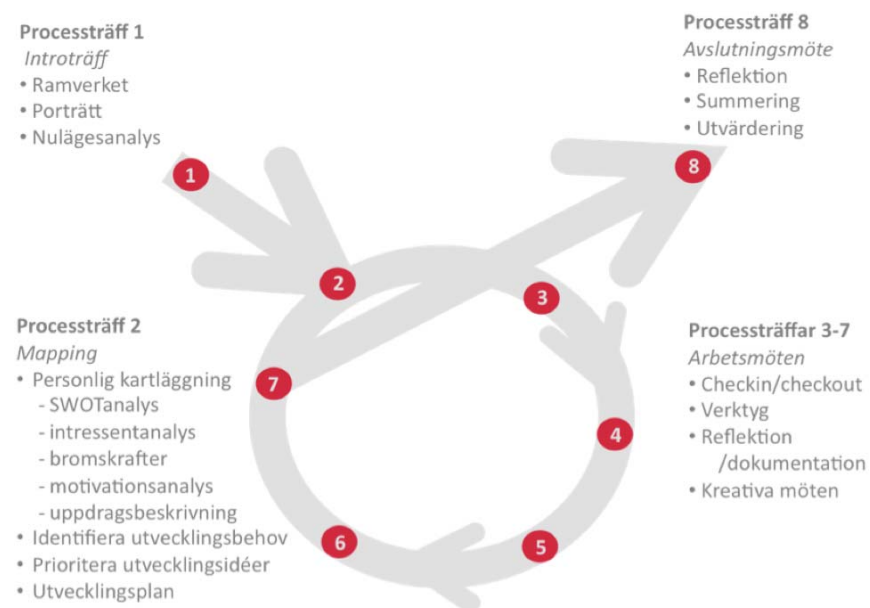 Processträff 1
Introträff
• Ramverket
• Porträtt
• Nulägesanalys
Processträff 8
Avslutningsmöte
• Reflektion
• Summering
• Utvärdering
1
8
2
3
7
4
6
5
Processträff 2
Mapping
• Personlig kartläggning
- SWOTanalys
- intressentanalys
- bromskrafter
- motivationsanalys
- uppdragsbeskrivning
• Identifiera utvecklingsbehov
• Prioritera utvecklingsidéer
• Utvecklingsplan
Processträffar 3-7
Arbetsmöten
• Checkin/checkout
• Verktyg
• Reflektion
/dokumentation
• Kreativa möten